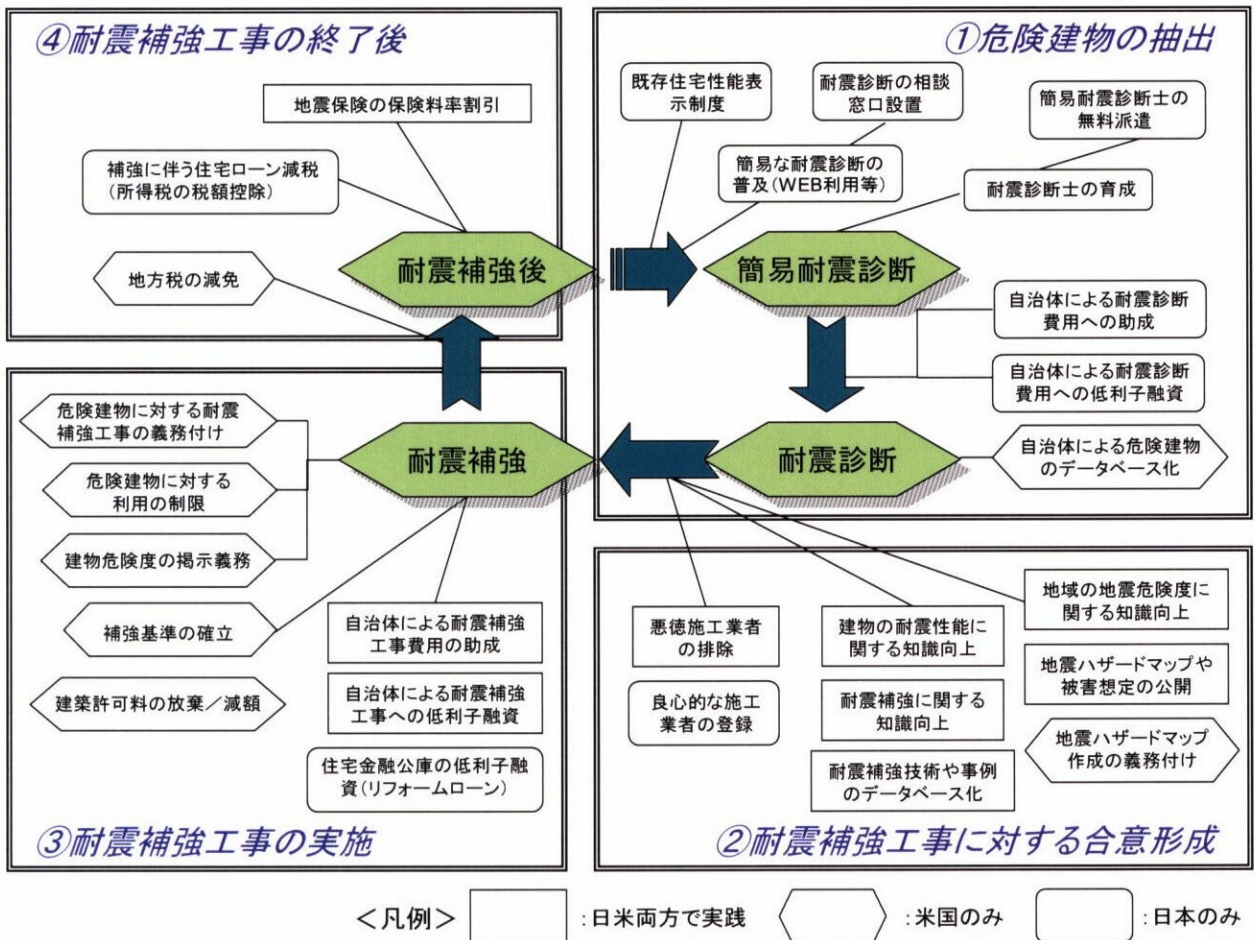 ④耐震補強工事の終了後
地震保険の保険料率割引
補強に伴う住宅ローン減税
(所得税の税額控除)
地方税の減免
耐震補強後
①危険建物の抽出
既存住宅性能表
示制度
耐震診断の相談
窓口設置
簡易耐震診断士の
無料派遣
簡易な耐震診断の
普及(WEB利用等)
耐震診断士の育成
簡易耐震診断
自治体による耐震診断
費用への助成
自治体による耐震診断
費用への低利子融資
耐震診断
自治体による危険建物
のデータベース化
危険建物に対する耐震
補強工事の義務付け
危険建物に対する
利用の制限
建物危険度の掲示義務
補強基準の確立
建築許可料の放棄/減額
耐震補強
自治体による耐震補強
工事費用の助成
自治体による耐震補強
工事への低利子融資
住宅金融公庫の低利子融
資(リフォームローン)
③耐震補強工事の実施
悪徳施工業者
の排除
良心的な施工
業者の登録
建物の耐震性能に
関する知識向上
耐震補強に関する
知識向上
耐震補強技術や事例
のデータベース化
地域の地震危険度に
関する知識向上
地震ハザードマップや
被害想定の公開
地震ハザードマップ
作成の義務付け
②耐震補強工事に対する合意形成
<凡例>
:日米両方で実践
:米国のみ
:日本のみ